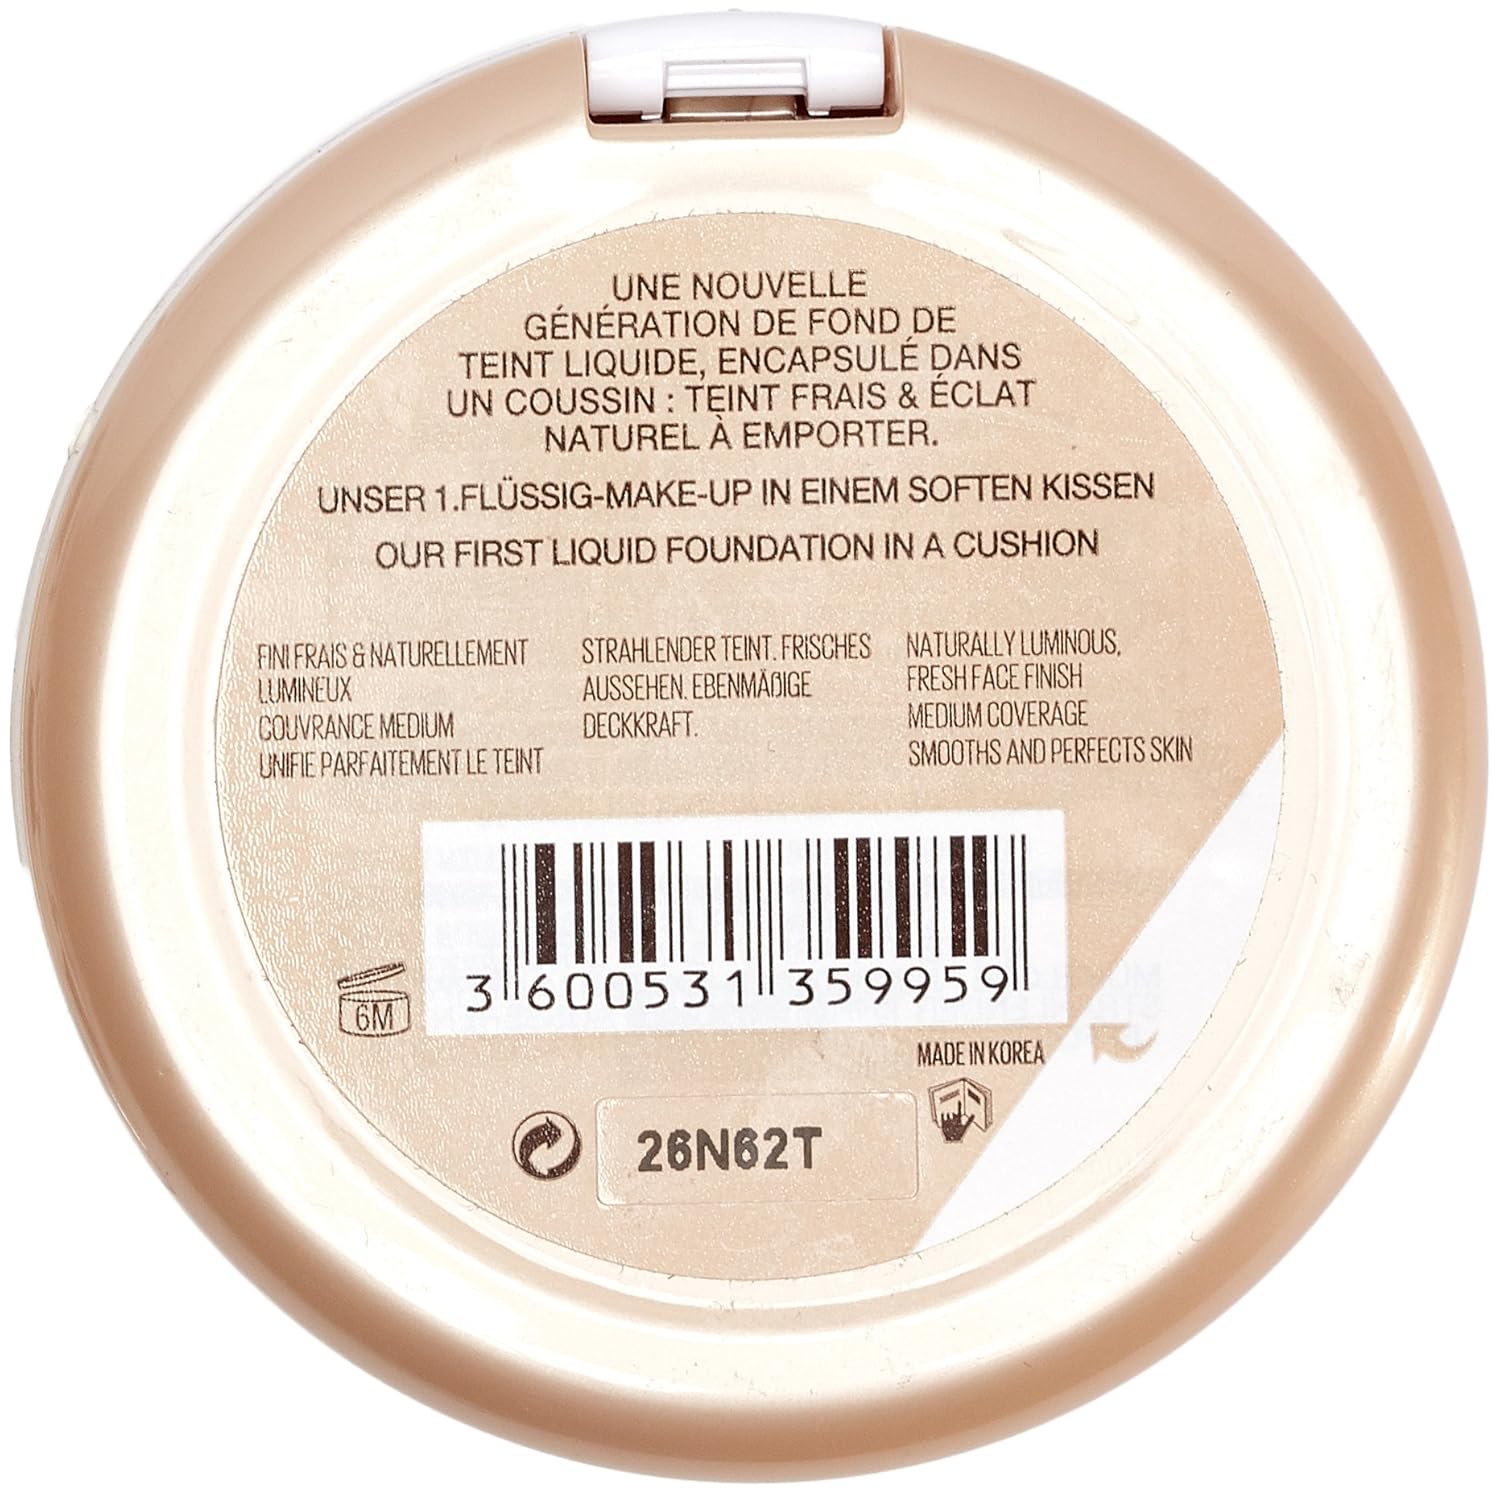 UNE NOUVELLE
GÉNÉRATION DE FOND DE
TEINT LIQUIDE, ENCAPSULÉ DANS
UN COUSSIN : TEINT FRAIS & ÉCLAT
NATUREL À EMPORTER.
UNSER 1.FLÜSSIG-MAKE-UP IN EINEM SOFTEN KISSEN
OUR FIRST LIQUID FOUNDATION IN A CUSHION
FINI FRAIS & NATURELLEMENT
LUMINEUX
COUVRANCE MEDIUM
UNIFIE PARFAITEMENT LE TEINT
STRAHLENDER TEINT. FRISCHES
AUSSEHEN. EBENMÄßIGE
DECKKRAFT.
NATURALLY LUMINOUS,
FRESH FACE FINISH
MEDIUM COVERAGE
SMOOTHS AND PERFECTS SKIN
3 600531 359959
6M
MADE IN KOREA
26N62T